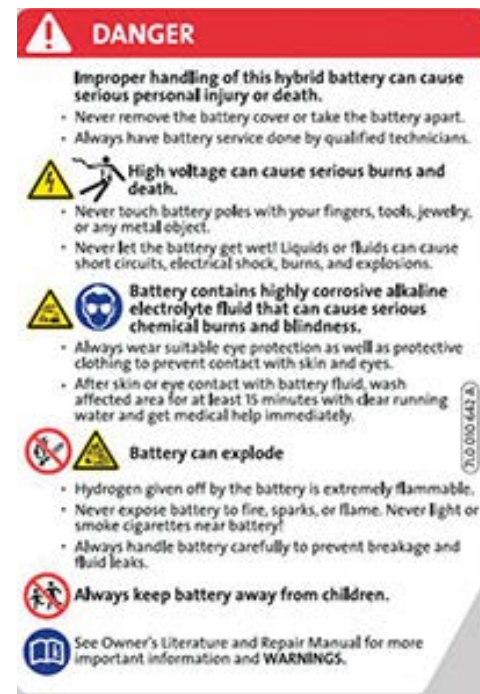 DANGER
Improper handling of this hybrid battery can cause
serious personal injury or death.
· Never remove the battery cover or take the battery apart.
· Always have battery service done by qualified technicians.
High voltage can cause serious burns and
death.
· Never touch battery poles with your fingers, tools, jewelry,
or any metal object.
· Never let the battery get wet! Liquids or fluids can cause
short circuits, electrical shock, burns, and explosions.
Battery contains highly corrosive alkaline
electrolyte fluid that can cause serious
chemical burns and blindness.
· Always wear suitable eye protection as well as protective
clothing to prevent contact with skin and eyes.
· After skin or eye contact with battery fluid, wash
affected area for at least 15 minutes with clear running
water and get medical help immediately.
7L0 010 642 A
Battery can explode
· Hydrogen given off by the battery is extremely flammable.
· Never expose battery to fire, sparks, or flame. Never light or
smoke cigarettes near battery!
· Always handle battery carefully to prevent breakage and
fluid leaks.
Always keep battery away from children.
See Owner's Literature and Repair Manual for more
important information and WARNINGS.